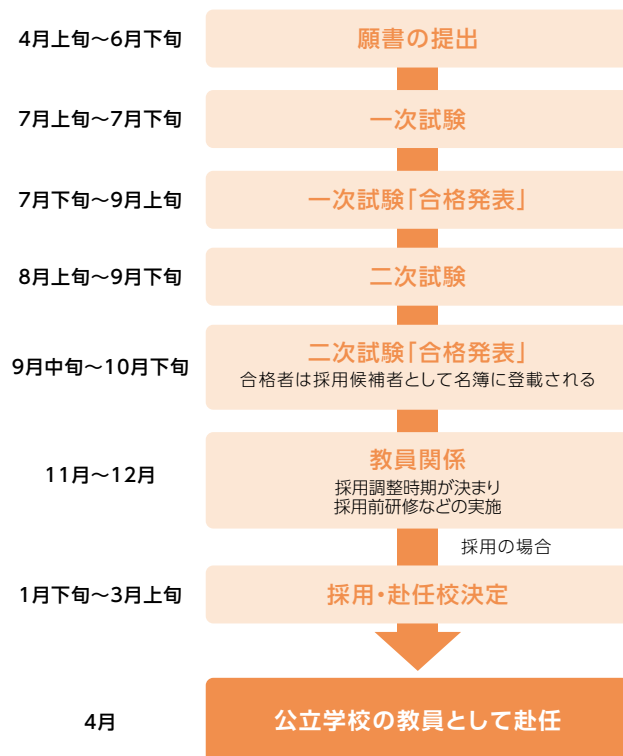 4月上旬〜6月下旬
願書の提出
7月上旬〜7月下旬
一次試験
7月下旬〜9月上旬
一次試験「合格発表」
8月上旬〜9月下旬
二次試験
9月中旬〜10月下旬
二次試験「合格発表」
合格者は採用候補者として名簿に登載される
11月〜12月
教員関係
採用調整時期が決まり
採用前研修などの実施
採用の場合
1月下旬〜3月上旬
採用・赴任校決定
4月
公立学校の教員として赴任